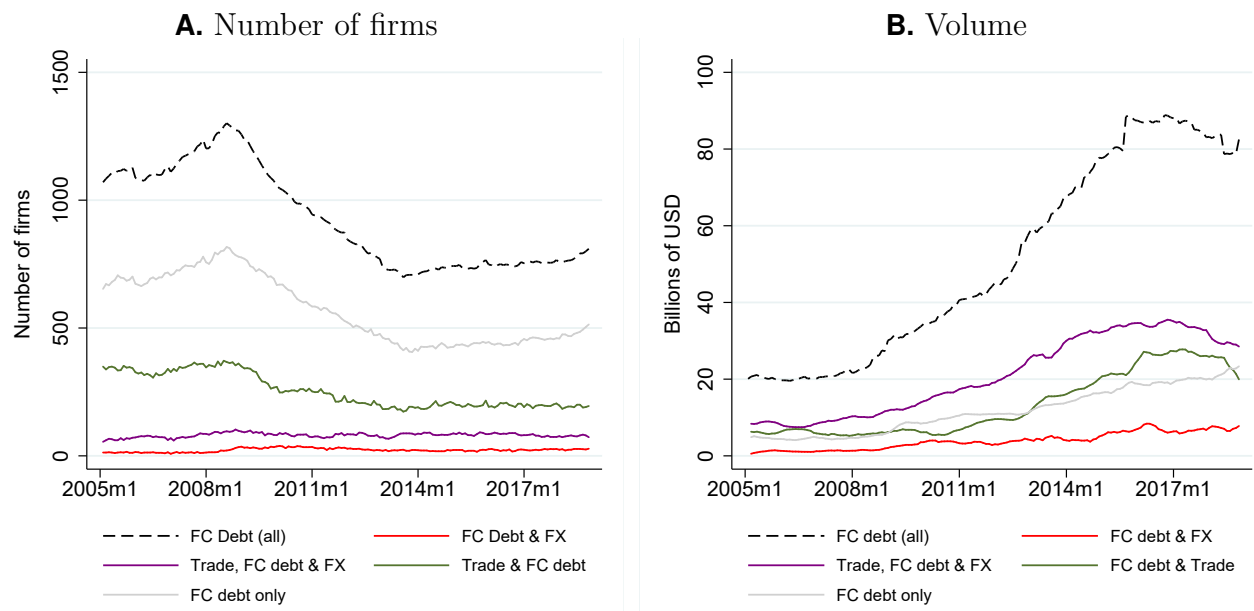 A. Number of firms
1500
1000
500
0
Number of firms
2005m1 2008m1 2011m1 2014m1 2017m1
FC Debt (all) FC Debt & FX
Trade, FC debt & FX Trade & FC debt
FC debt only
B. Volume
100
80
60
40
20
0
Billions of USD
2005m1 2008m1 2011m1 2014m1 2017m1
FC debt (all) FC debt & FX
Trade, FC debt & FX FC debt & Trade
FC debt only